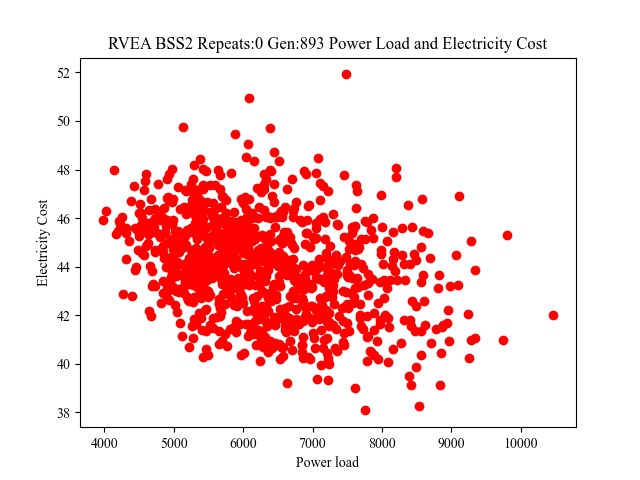 RVEA BSS2 Repeats:0 Gen:893 Power Load and Electricity Cost
52
50
48
46
44
42
40
38
Electricity Cost
4000 5000 6000 7000 8000 9000 10000
Power load